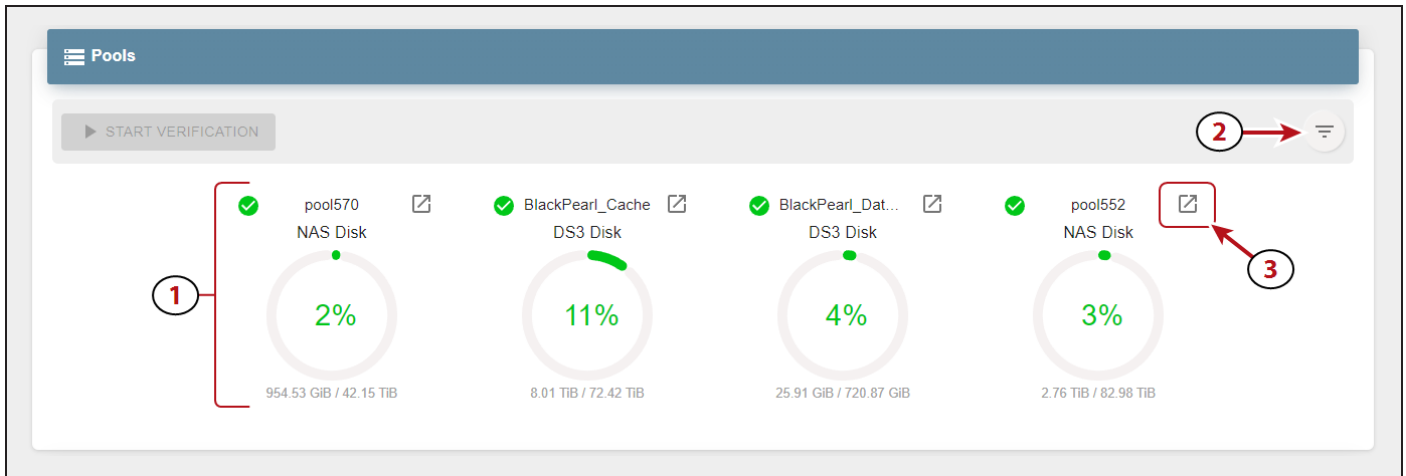 Pools
START VERIFICATION
2
pool570
NAS Disk
2%
954.53 GiB / 42.15 TiB
BlackPearl_Cache
DS3 Disk
11%
8.01 TiB / 72.42 TiB
BlackPearl_Dat...
DS3 Disk
4%
25.91 GiB / 720.87 GiB
pool552
NAS Disk
3%
2.76 TiB / 82.98 TiB
1
3